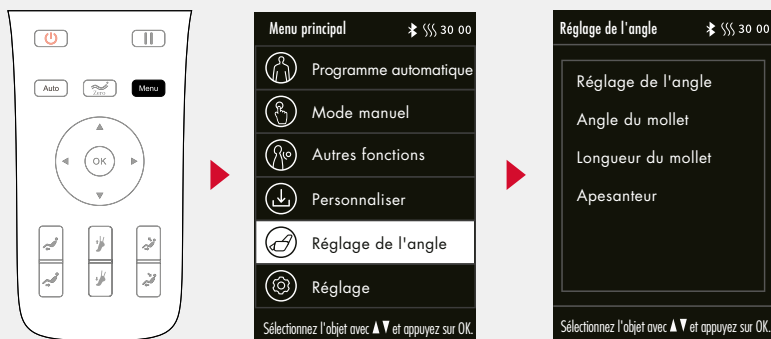 Auto
Zero
Menu
OK
Menu principal 30 00
Programme automatique
Mode manuel
Autres fonctions
Personnaliser
Réglage de l'angle
Réglage
Sélectionnez l'objet avec ▲▼ et appuyez sur OK.
Réglage de l'angle 30 00
Réglage de l'angle
Angle du mollet
Longueur du mollet
Apesanteur
Sélectionnez l'objet avec ▲▼ et appuyez sur OK.